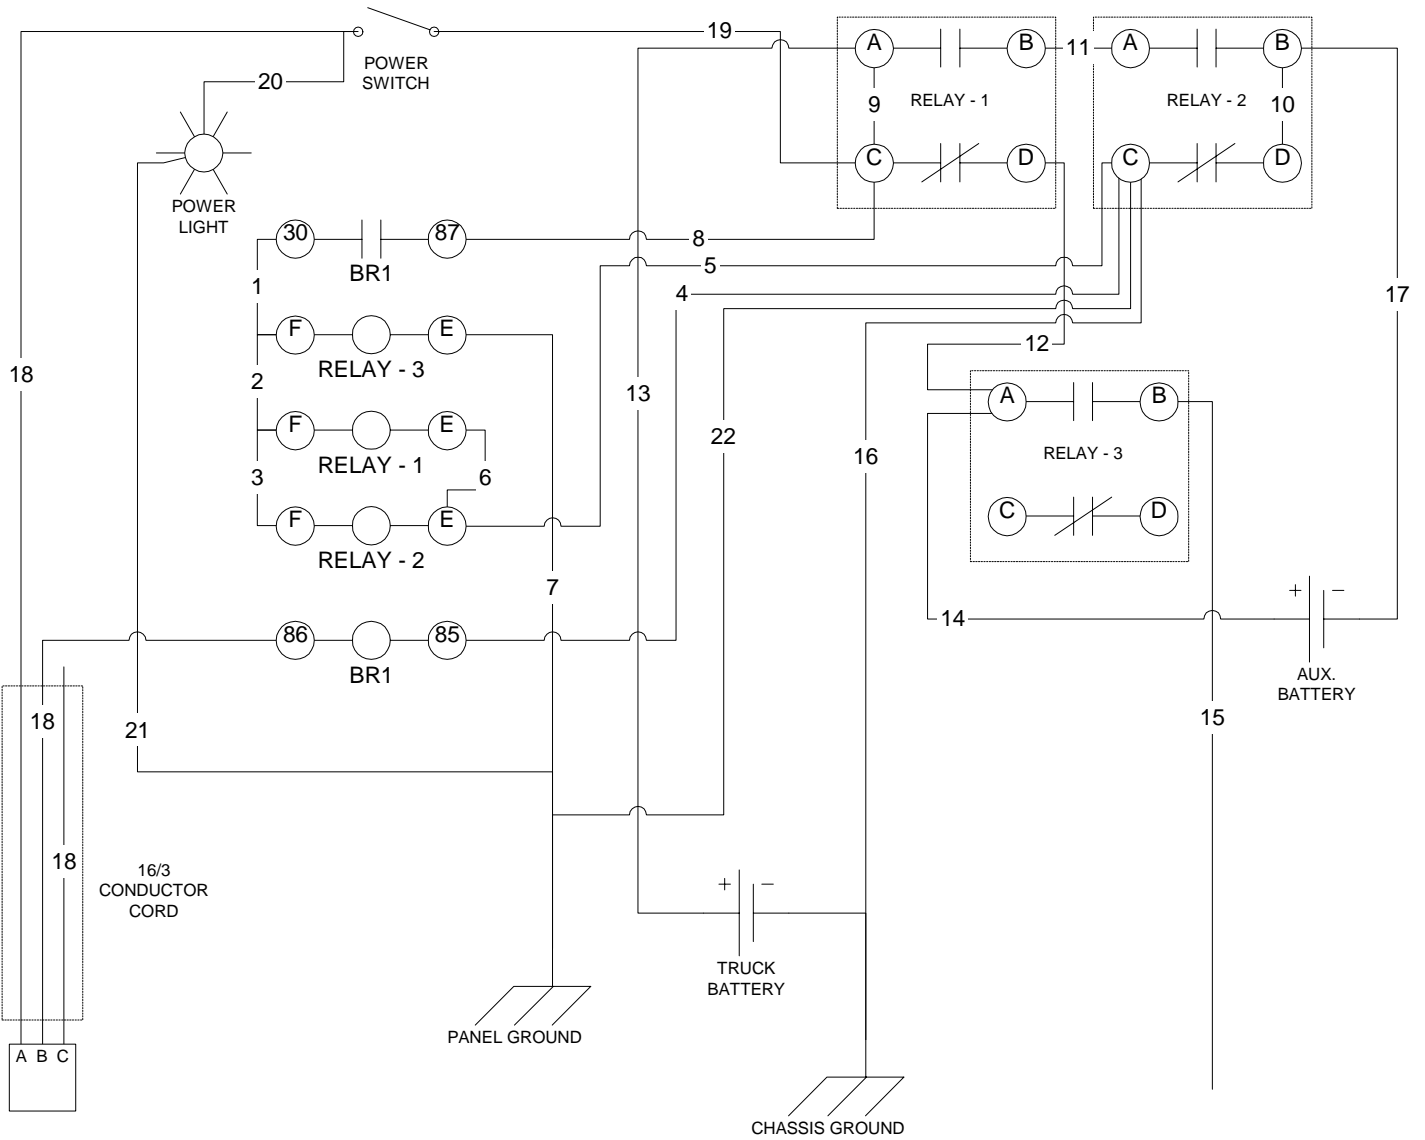 19
A
B
11
A
B
POWER
SWITCH
20
9
RELAY - 1
RELAY - 2
10
C
D
C
D
POWER
LIGHT
30
87
8
BR1
5
1
4
17
F
E
12
RELAY - 3
18
2
13
A
B
F
E
22
16
RELAY - 3
RELAY - 1
3
6
F
E
C
D
RELAY - 2
7
+
−
14
86
85
BR1
AUX.
BATTERY
18
21
15
18
16/3
CONDUCTOR
CORD
+
−
TRUCK
BATTERY
PANEL GROUND
A B C
CHASSIS GROUND